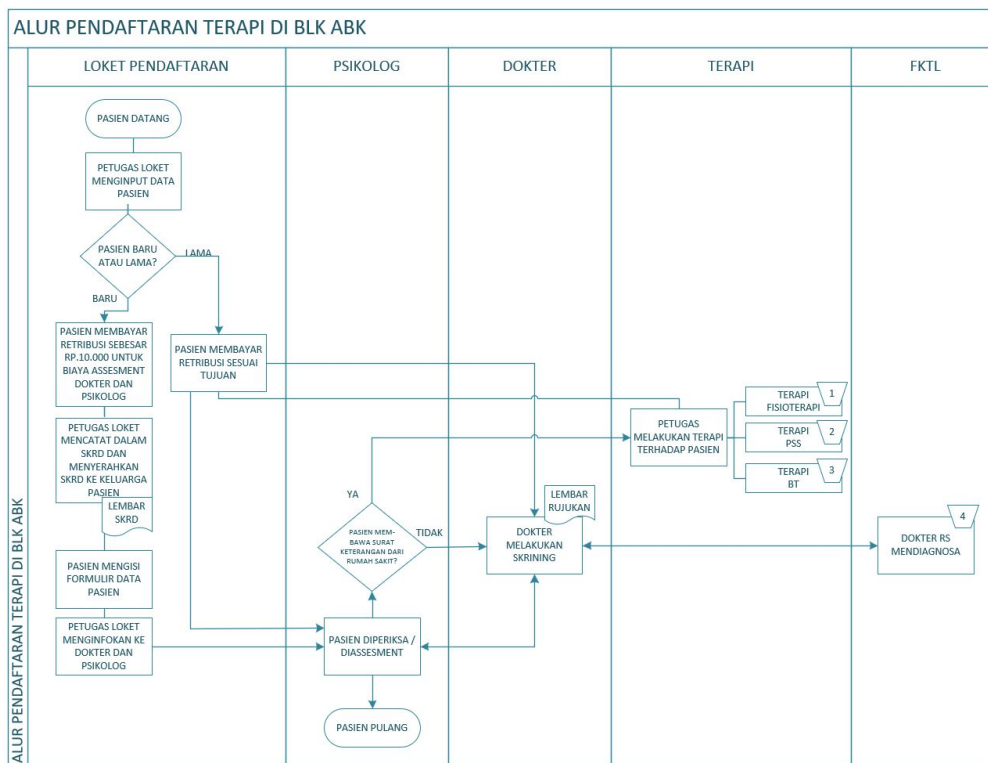 ALUR PENDAFTARAN TERAPI DI BLK ABK
ALUR PENDAFTARAN TERAPI DI BLK ABK
LOKET PENDAFTARAN
PSIKOLOG
DOKTER
TERAPI
FKTL
PASIEN DATANG
PETUGAS LOKET
MENGINPUT DATA
PASIEN
PASIEN BARU
ATAU LAMA?
LAMA
BARU
PASIEN MEMBAYAR
RETRIBUSI SEBESAR
RP.10.000 UNTUK
BIAYA ASSESMENT
DOKTER DAN
PSIKOLOG
PASIEN MEMBAYAR
RETRIBUSI SESUAI
TUJUAN
PETUGAS LOKET
MENCATAT DALAM
SKRD DAN
MENYERAHKAN
SKRD KE KELUARGA
PASIEN
LEMBAR
SKRD
PASIEN MENGISI
FORMULIR DATA
PASIEN
PETUGAS LOKET
MENGINFOKAN KE
DOKTER DAN
PSIKOLOG
YA
PASIEN MEM-
BAWA SURAT
KETERANGAN DARI
RUMAH SAKIT?
TIDAK
PASIEN DIPERIKSA /
DIASSESMENT
PASIEN PULANG
LEMBAR
RUJUKAN
DOKTER
MELAKUKAN
SKRINING
PETUGAS
MELAKUKAN TERAPI
TERHADAP PASIEN
TERAPI
FISIOTERAPI
1
TERAPI
PSS
2
TERAPI
BT
3
4
DOKTER RS
MENDIAGNOSA